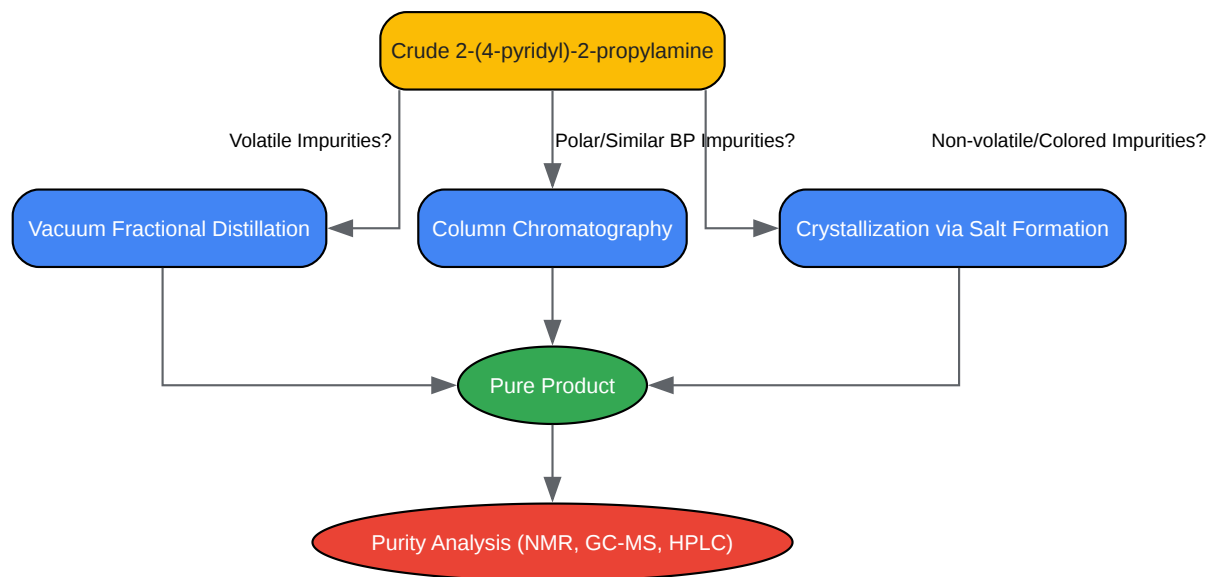 Crude 2-(4-pyridyl)-2-propylamine
Volatile Impurities?
Polar/Similar BP Impurities?
Non-volatile/Colored Impurities?
Vacuum Fractional Distillation
Column Chromatography
Crystallization via Salt Formation
Pure Product
Purity Analysis (NMR, GC-MS, HPLC)